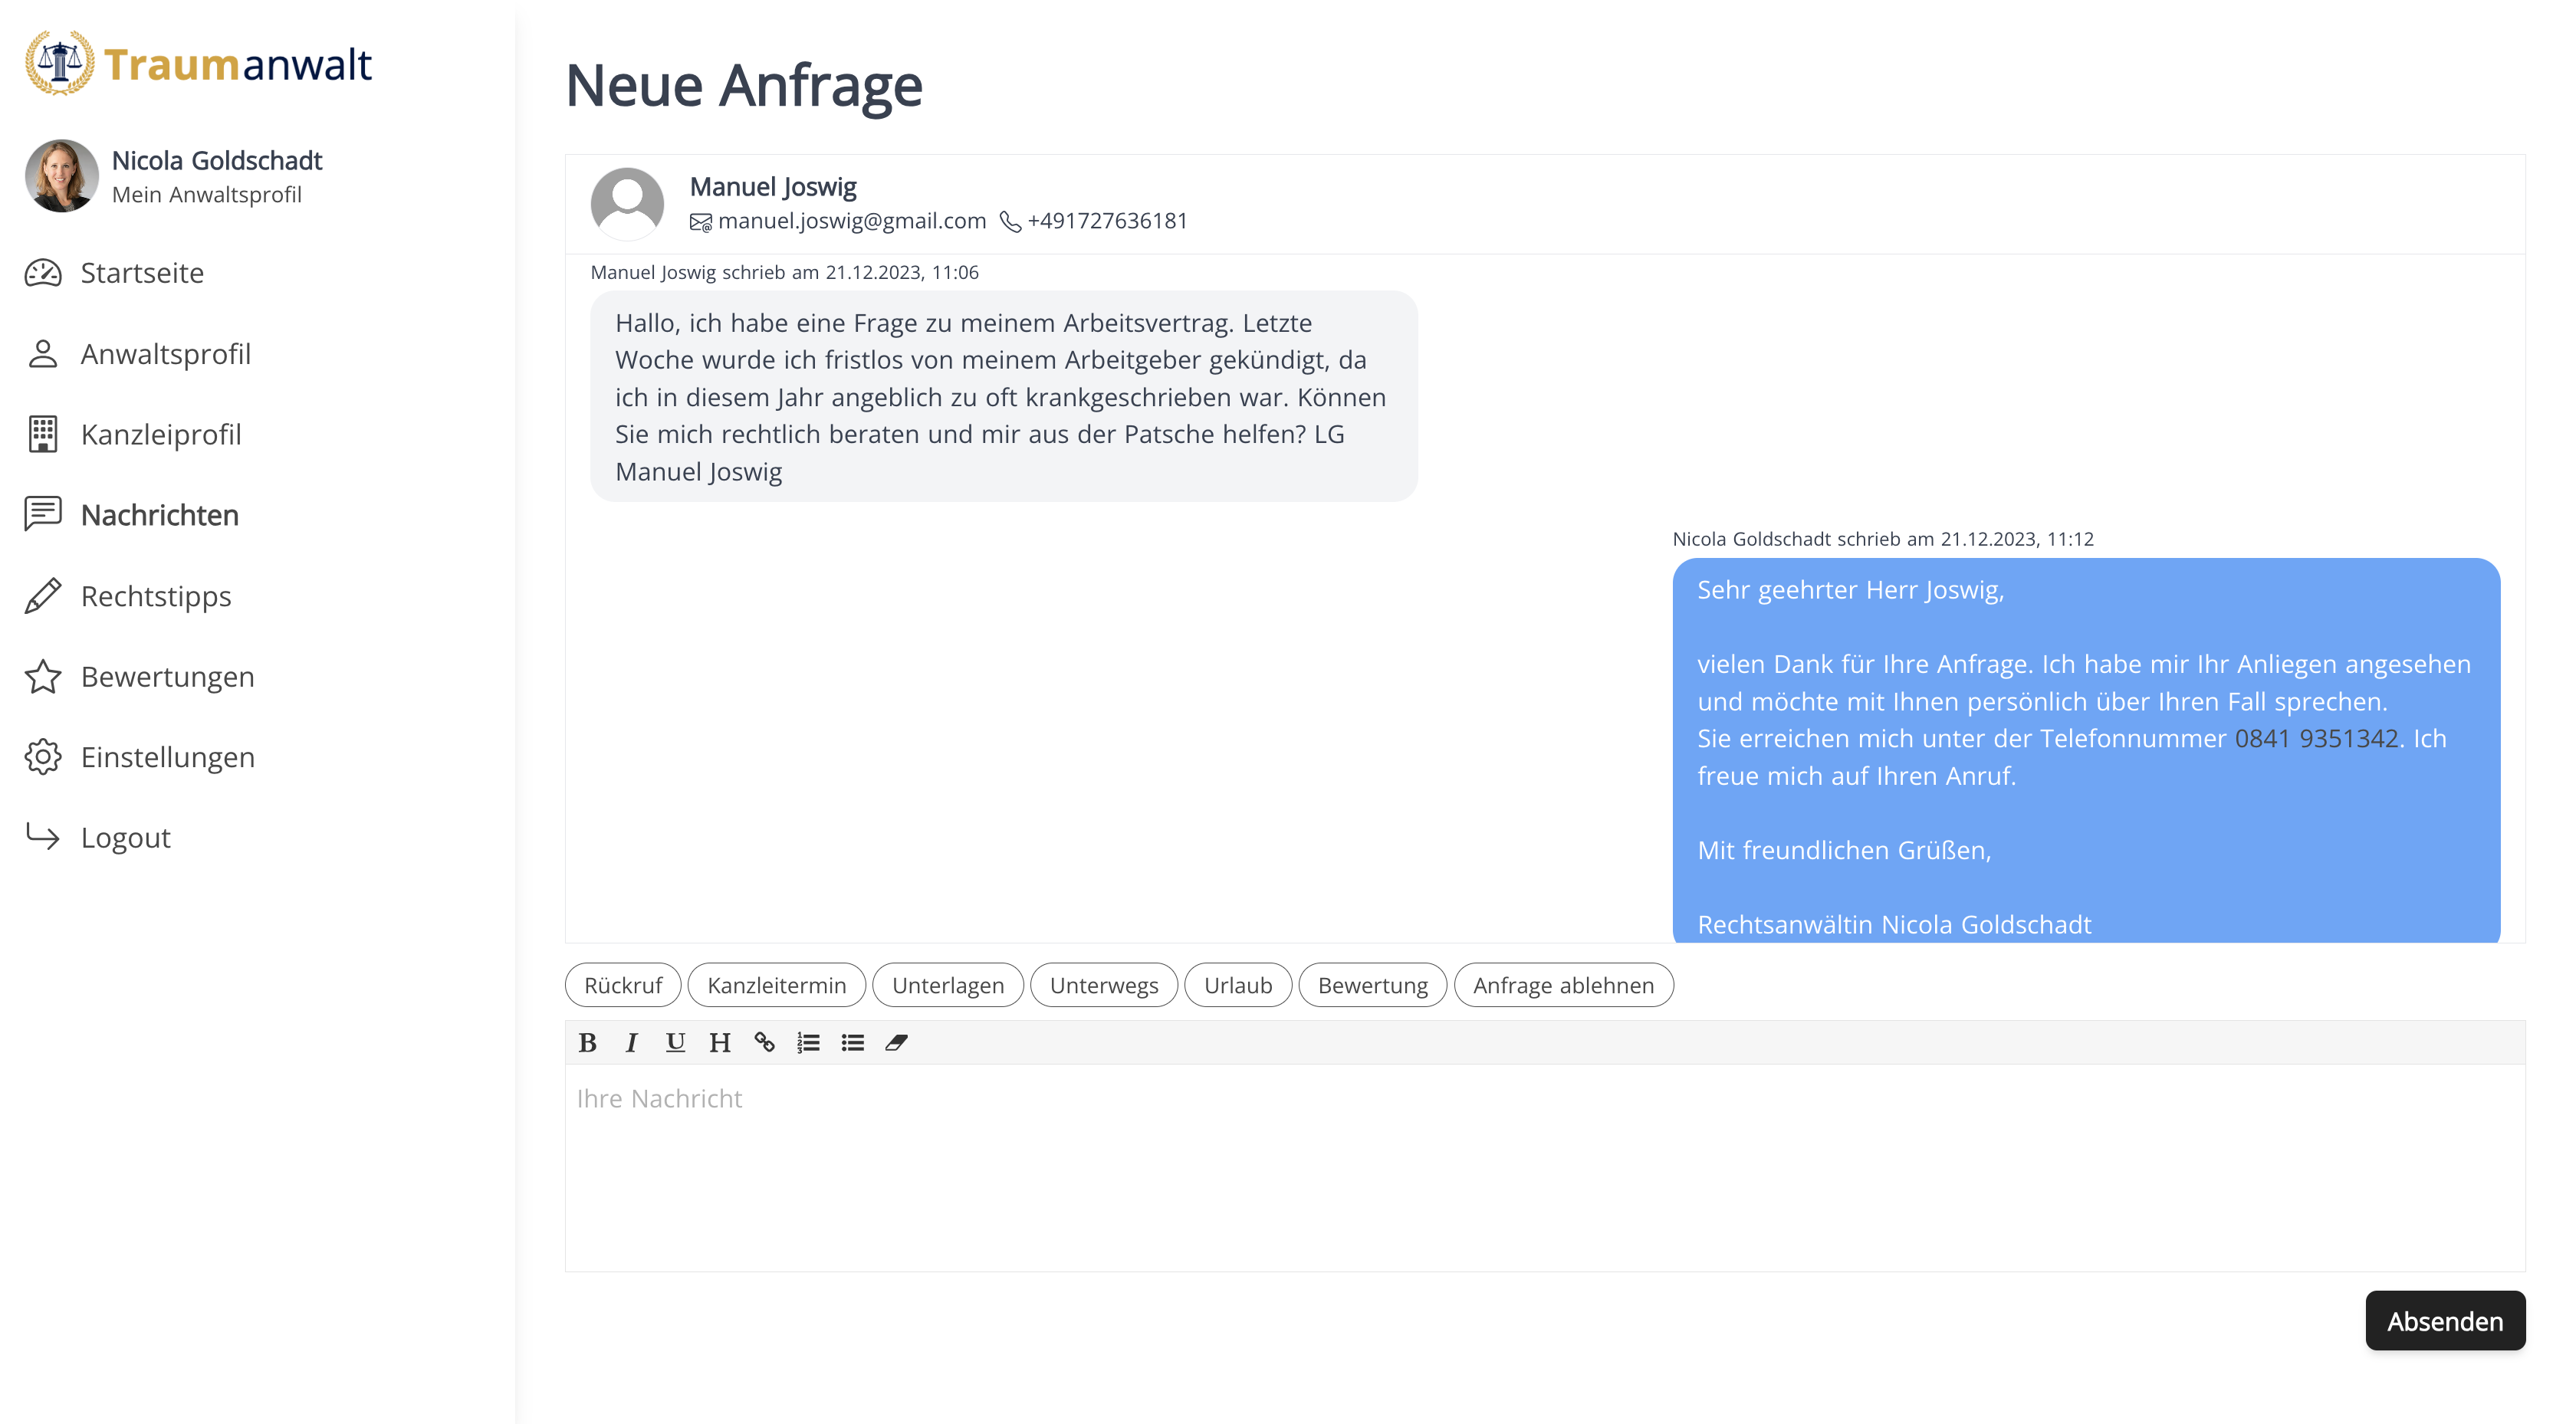 Traumanwalt
Nicola Goldschadt
Mein Anwaltsprofil
Startseite
Anwaltsprofil
Kanzleiprofil
Nachrichten
Rechtstipps
Bewertungen
Einstellungen
Logout
Neue Anfrage
Manuel Joswig
manuel.joswig@gmail.com +491727636181
Manuel Joswig schrieb am 21.12.2023, 11:06
Hallo, ich habe eine Frage zu meinem Arbeitsvertrag. Letzte
Woche wurde ich fristlos von meinem Arbeitgeber gekündigt, da
ich in diesem Jahr angeblich zu oft krankgeschrieben war. Können
Sie mich rechtlich beraten und mir aus der Patsche helfen? LG
Manuel Joswig
Nicola Goldschadt schrieb am 21.12.2023, 11:12
Sehr geehrter Herr Joswig,
vielen Dank für Ihre Anfrage. Ich habe mir Ihr Anliegen angesehen
und möchte mit Ihnen persönlich über Ihren Fall sprechen.
Sie erreichen mich unter der Telefonnummer 0841 9351342. Ich
freue mich auf Ihren Anruf.
Mit freundlichen Grüßen,
Rechtsanwältin Nicola Goldschadt
Rückruf Kanzleitermin Unterlagen Unterwegs Urlaub Bewertung Anfrage ablehnen
B I U H
Ihre Nachricht
Absenden